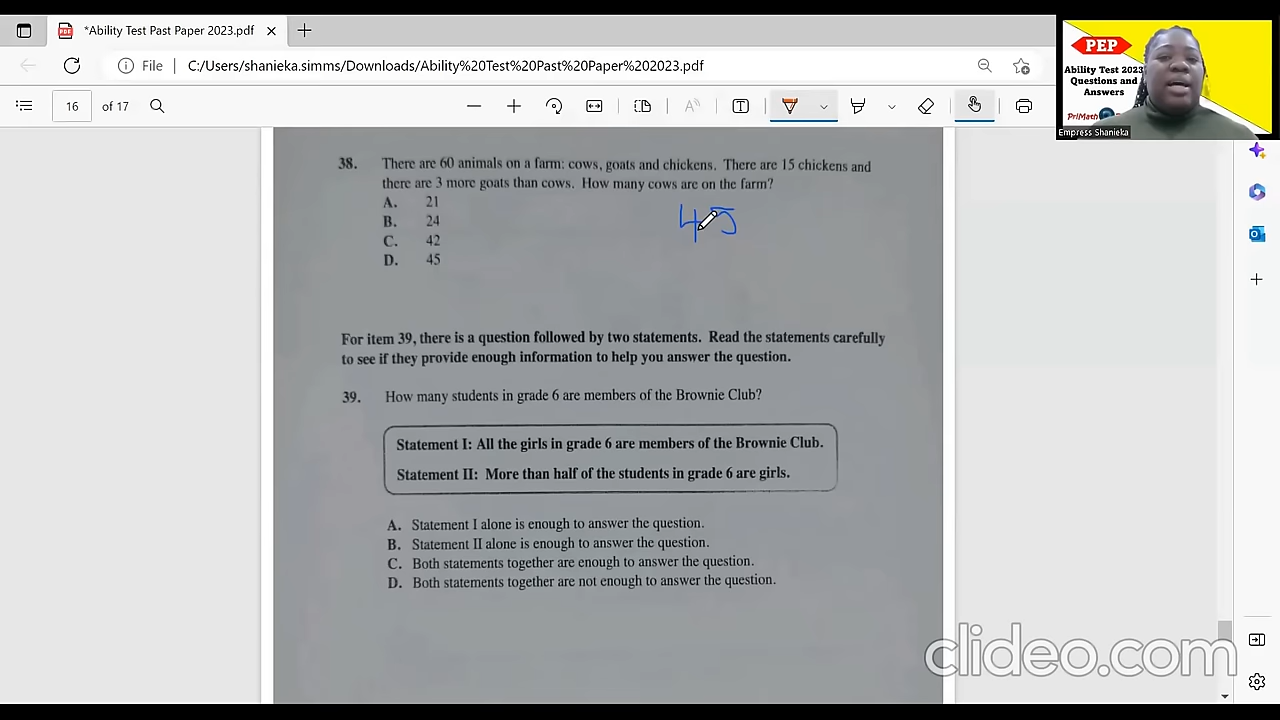 *Ability Test Past Paper 2023.pdf
File C:/Users/shanieka.simms/Downloads/Ability%20Test%20Past%20Paper%202023.pdf
16 of 17
PEP
Ability Test 2023
Questions and
Answers
PriMath
Empress Shanieka
38. There are 60 animals on a farm: cows, goats and chickens. There are 15 chickens and
there are 3 more goats than cows. How many cows are on the farm?
A. 21
B. 24
C. 42
D. 45
45
For item 39, there is a question followed by two statements. Read the statements carefully
to see if they provide enough information to help you answer the question.
39. How many students in grade 6 are members of the Brownie Club?
Statement I: All the girls in grade 6 are members of the Brownie Club.
Statement II: More than half of the students in grade 6 are girls.
A. Statement I alone is enough to answer the question.
B. Statement II alone is enough to answer the question.
C. Both statements together are enough to answer the question.
D. Both statements together are not enough to answer the question.
clideo.com